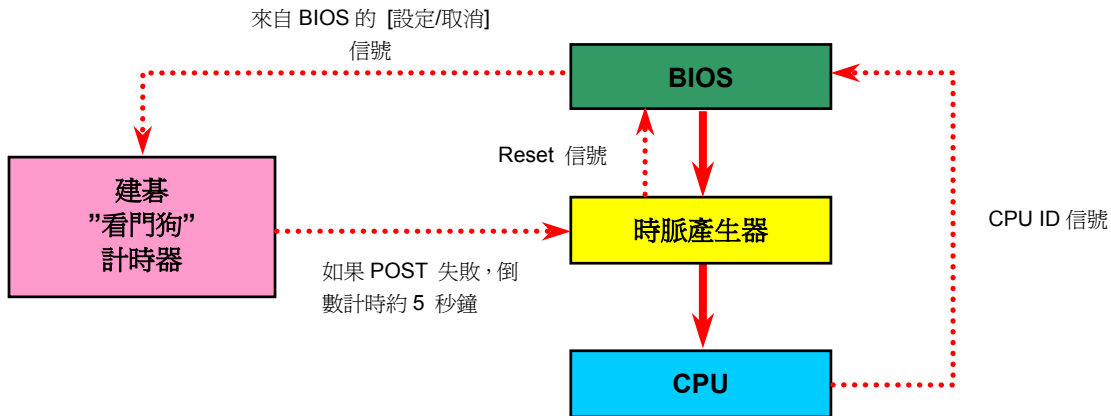 來自 BIOS 的 [設定/取消]
信號
BIOS
Reset 信號
建碁
”看門狗”
計時器
時脈產生器
CPU ID 信號
如果 POST 失敗，倒
數計時約 5 秒鐘
CPU